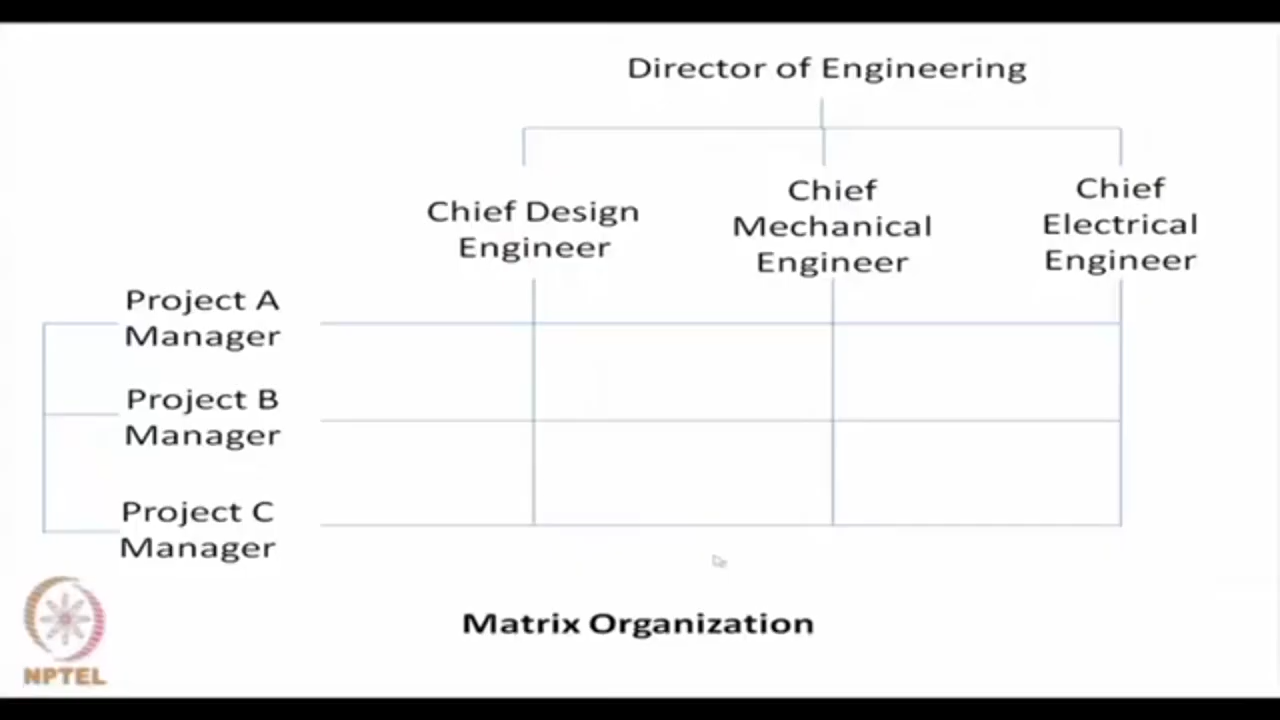 Director of Engineering
Chief Design
Engineer
Chief
Mechanical
Engineer
Chief
Electrical
Engineer
Project A
Manager
Project B
Manager
Project C
Manager
Matrix Organization
NPTEL